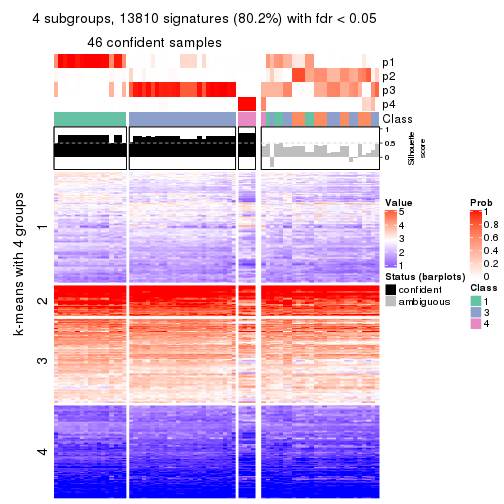 4 subgroups, 13810 signatures (80.2%) with fdr < 0.05
46 confident samples
p1
p2
p3
p4
Class
1
0.5
0
Silhouette
score
k-means with 4 groups
1
2
3
4
Value
5
4
3
2
1
Status (barplots)
confident
ambiguous
Prob
1
0.8
0.6
0.4
0.2
0
Class
1
3
4